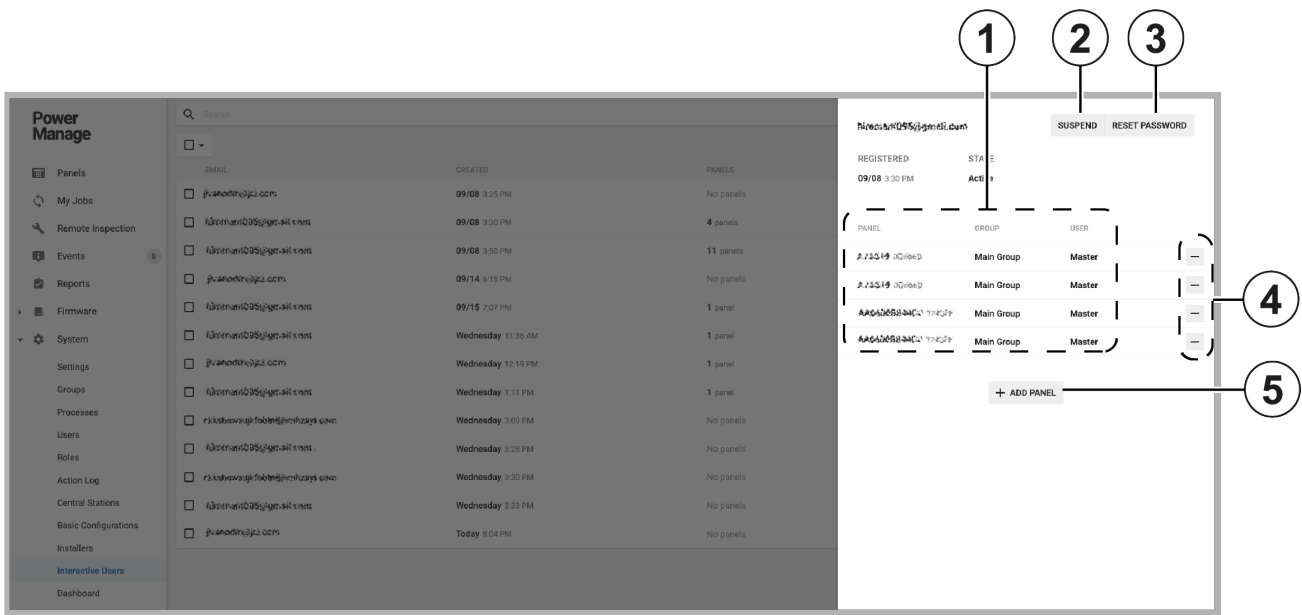 1 2 3
Power
Manage
Search
SUSPEND RESET PASSWORD
REGISTERED STATE
09/08 3:30 PM Active
EMAIL CREATED PANELS
Panels
My Jobs
Remote Inspection
Events
Reports
Firmware
System
Settings
Groups
Processes
Users
Roles
Action Log
Central Stations
Basic Configurations
Installers
Interactive Users
Dashboard
09/08 3:25 PM No panels
09/08 3:30 PM 4 panels
09/08 3:30 PM 11 panels
09/14 6:15 PM No panels
09/15 7:07 PM 1 panel
Wednesday 11:36 AM 1 panel
Wednesday 12:19 PM 1 panel
Wednesday 1:11 PM 1 panel
Wednesday 3:09 PM No panels
Wednesday 3:28 PM No panels
Wednesday 3:30 PM No panels
Wednesday 3:33 PM No panels
Today 8:04 PM No panels
PANEL GROUP USER
Main Group Master
Main Group Master
Main Group Master
Main Group Master
4
+ ADD PANEL
5